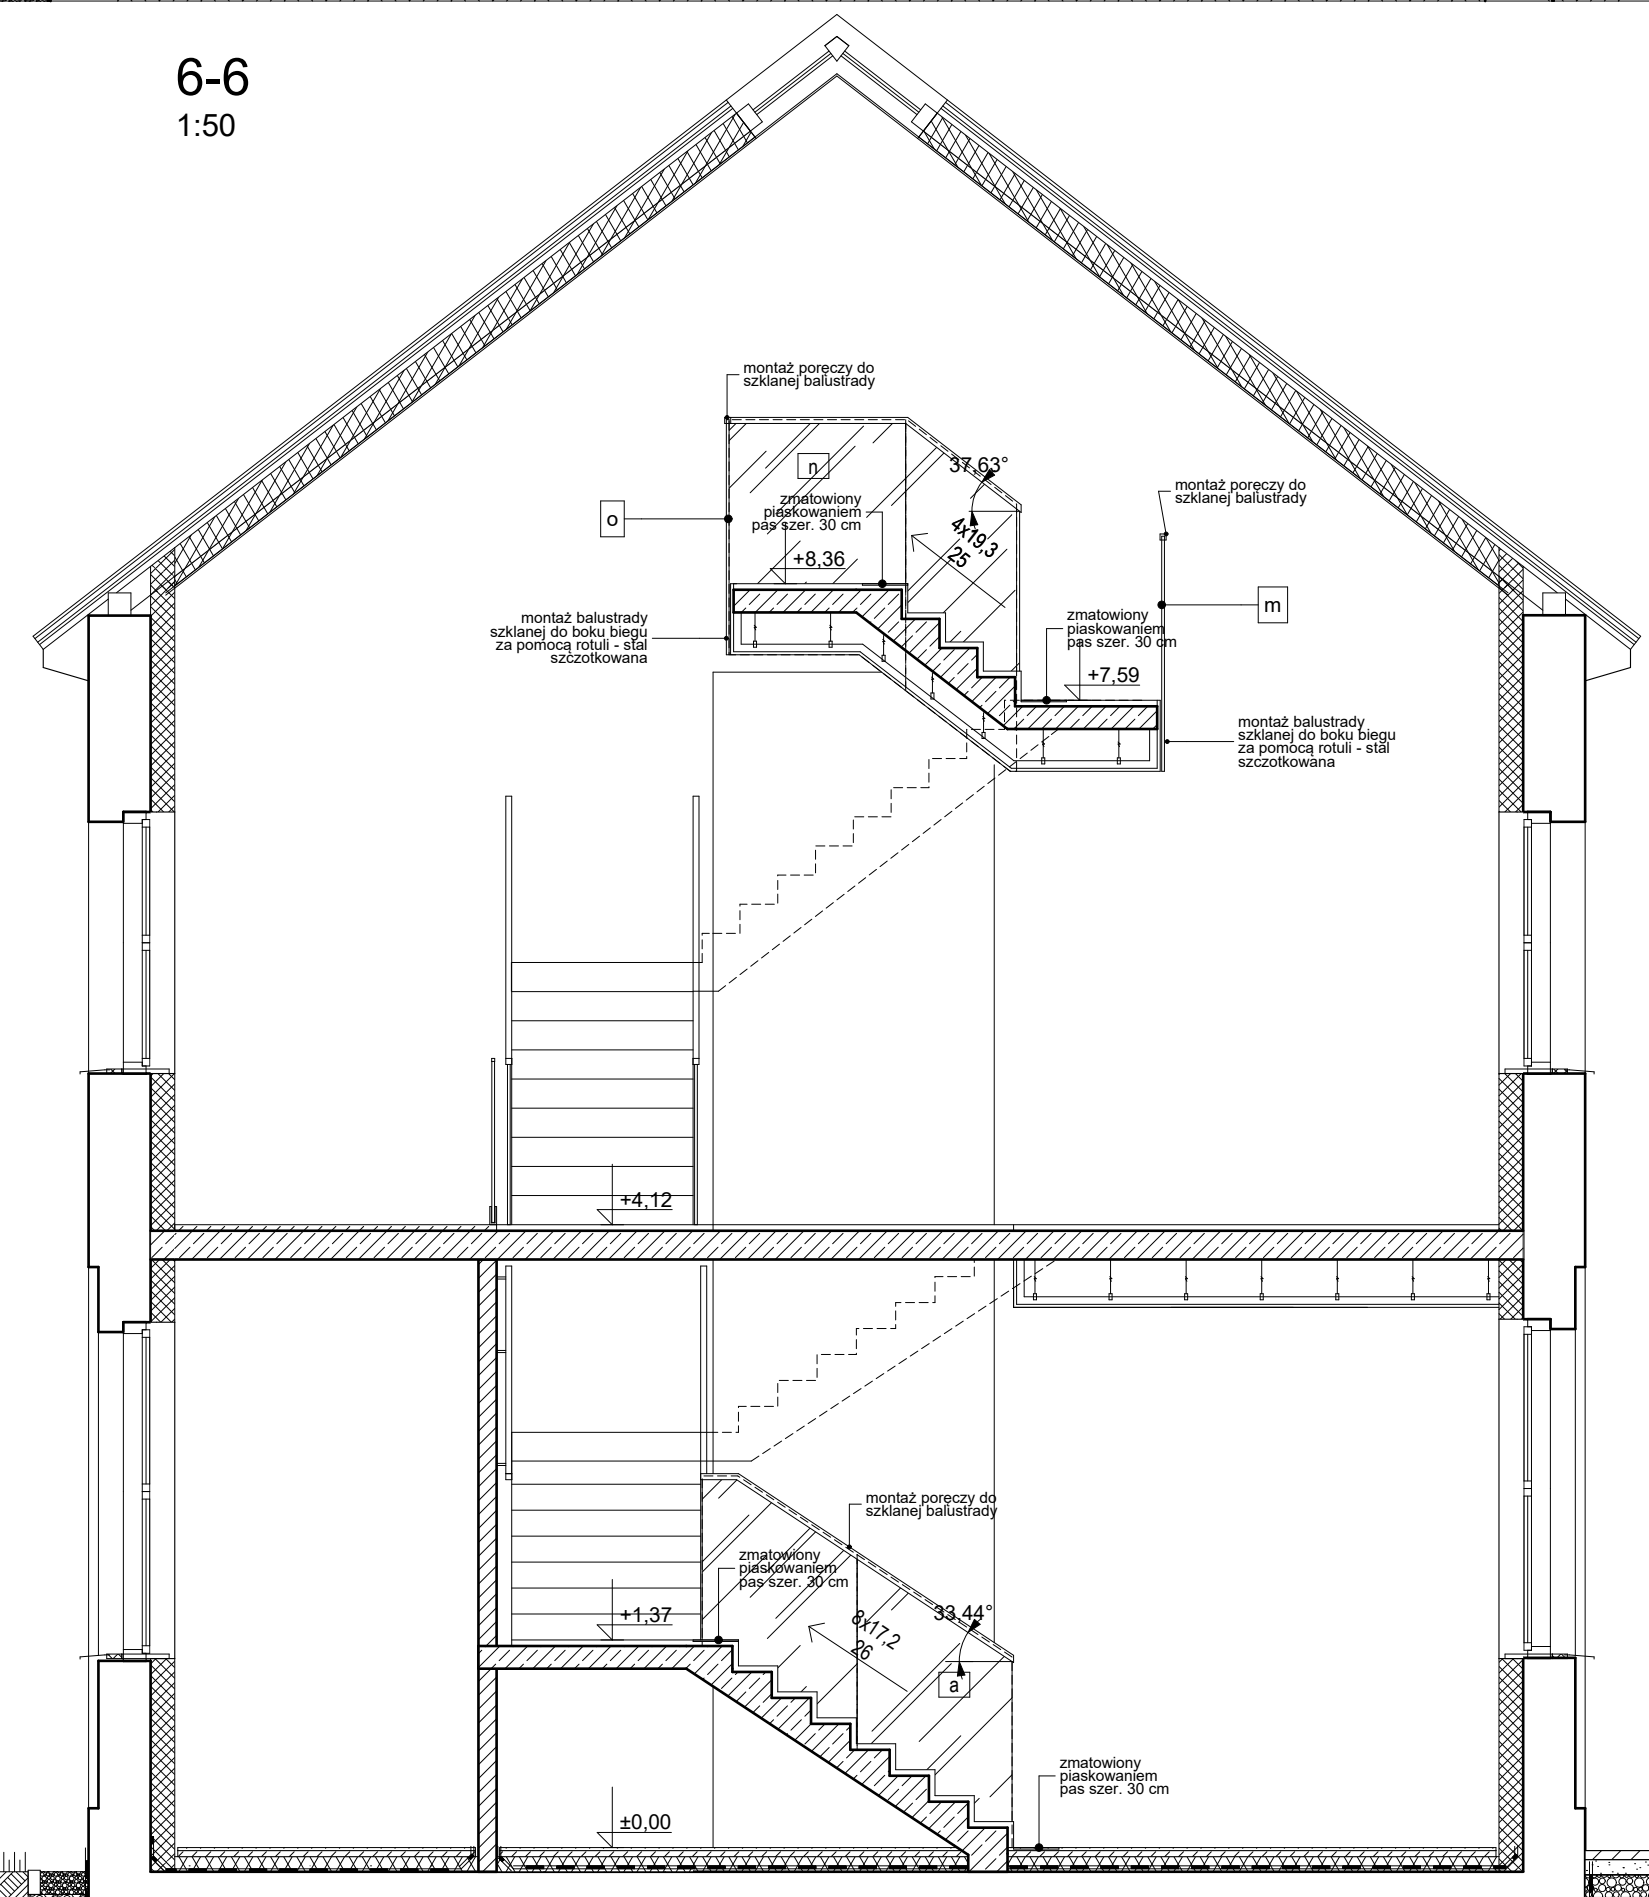 6-6
1:50
montaż poręczy do
szklanej balustrady
37,63°
n
montaż poręczy do
szklanej balustrady
zmatowiony
piaskowaniem
pas szer. 30 cm
o
4x19,3
25
+8,36
m
montaż balustrady
szklanej do boku biegu
za pomocą rotuli - stal
szczotkowana
zmatowiony
piaskowaniem
pas szer. 30 cm
+7,59
montaż balustrady
szklanej do boku biegu
za pomocą rotuli - stal
szczotkowana
+4,12
montaż poręczy do
szklanej balustrady
zmatowiony
piaskowaniem
pas szer. 30 cm
+1,37
8x17,2
26
33,44°
a
zmatowiony
piaskowaniem
pas szer. 30 cm
±0,00